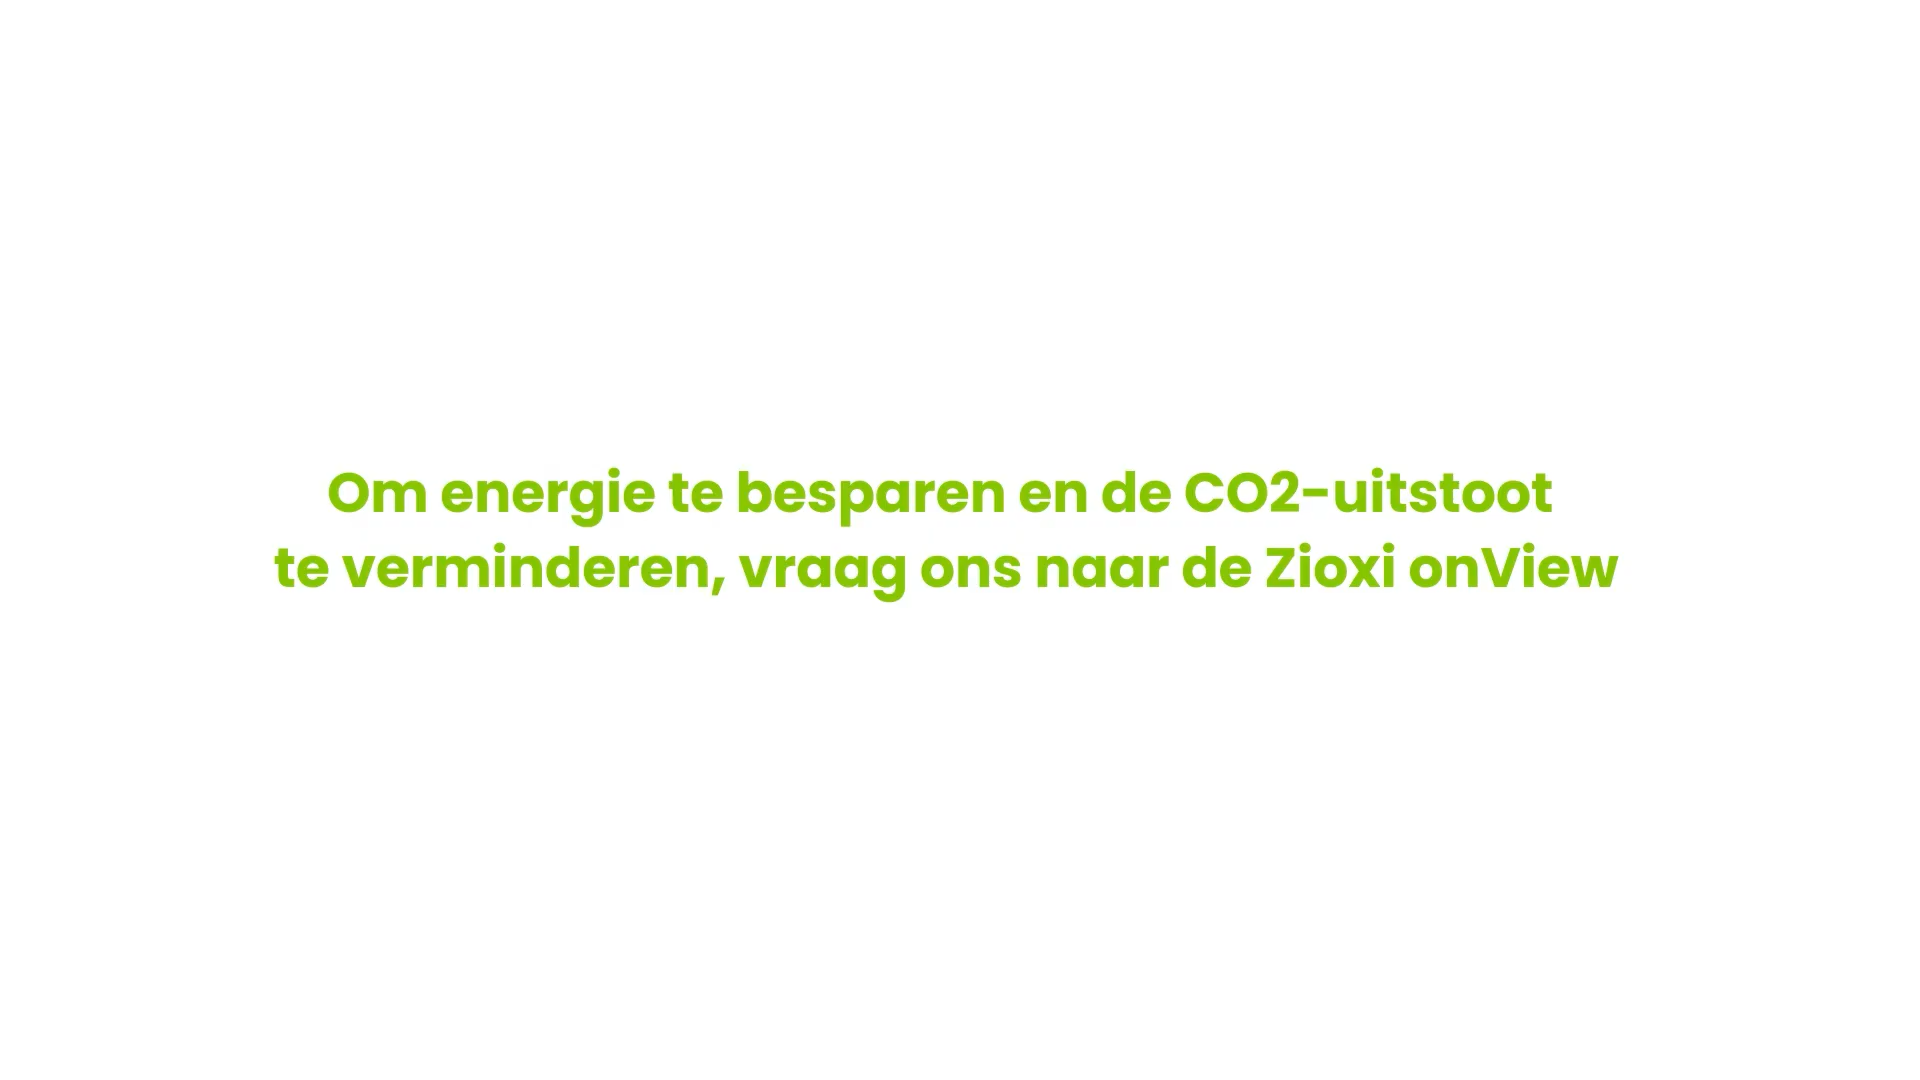 Om energie te besparen en de CO2-uitstoot
te verminderen, vraag ons naar de Zioxi onView